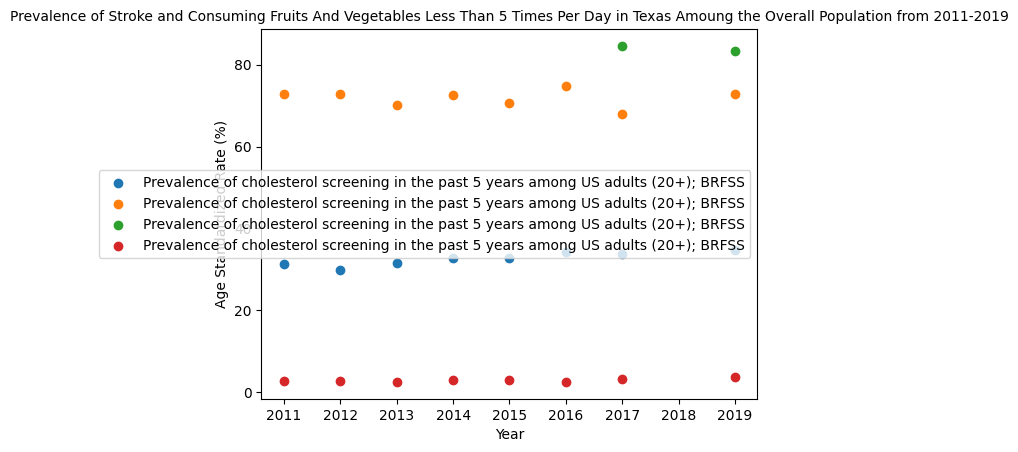 Prevalence of Stroke and Consuming Fruits And Vegetables Less Than 5 Times Per Day in Texas Amoung the Overall Population from 2011-2019
80
60
40
20
0
Age Standardized Rate (%)
Prevalence of cholesterol screening in the past 5 years among US adults (20+); BRFSS
Prevalence of cholesterol screening in the past 5 years among US adults (20+); BRFSS
Prevalence of cholesterol screening in the past 5 years among US adults (20+); BRFSS
Prevalence of cholesterol screening in the past 5 years among US adults (20+); BRFSS
2011 2012 2013 2014 2015 2016 2017 2018 2019
Year